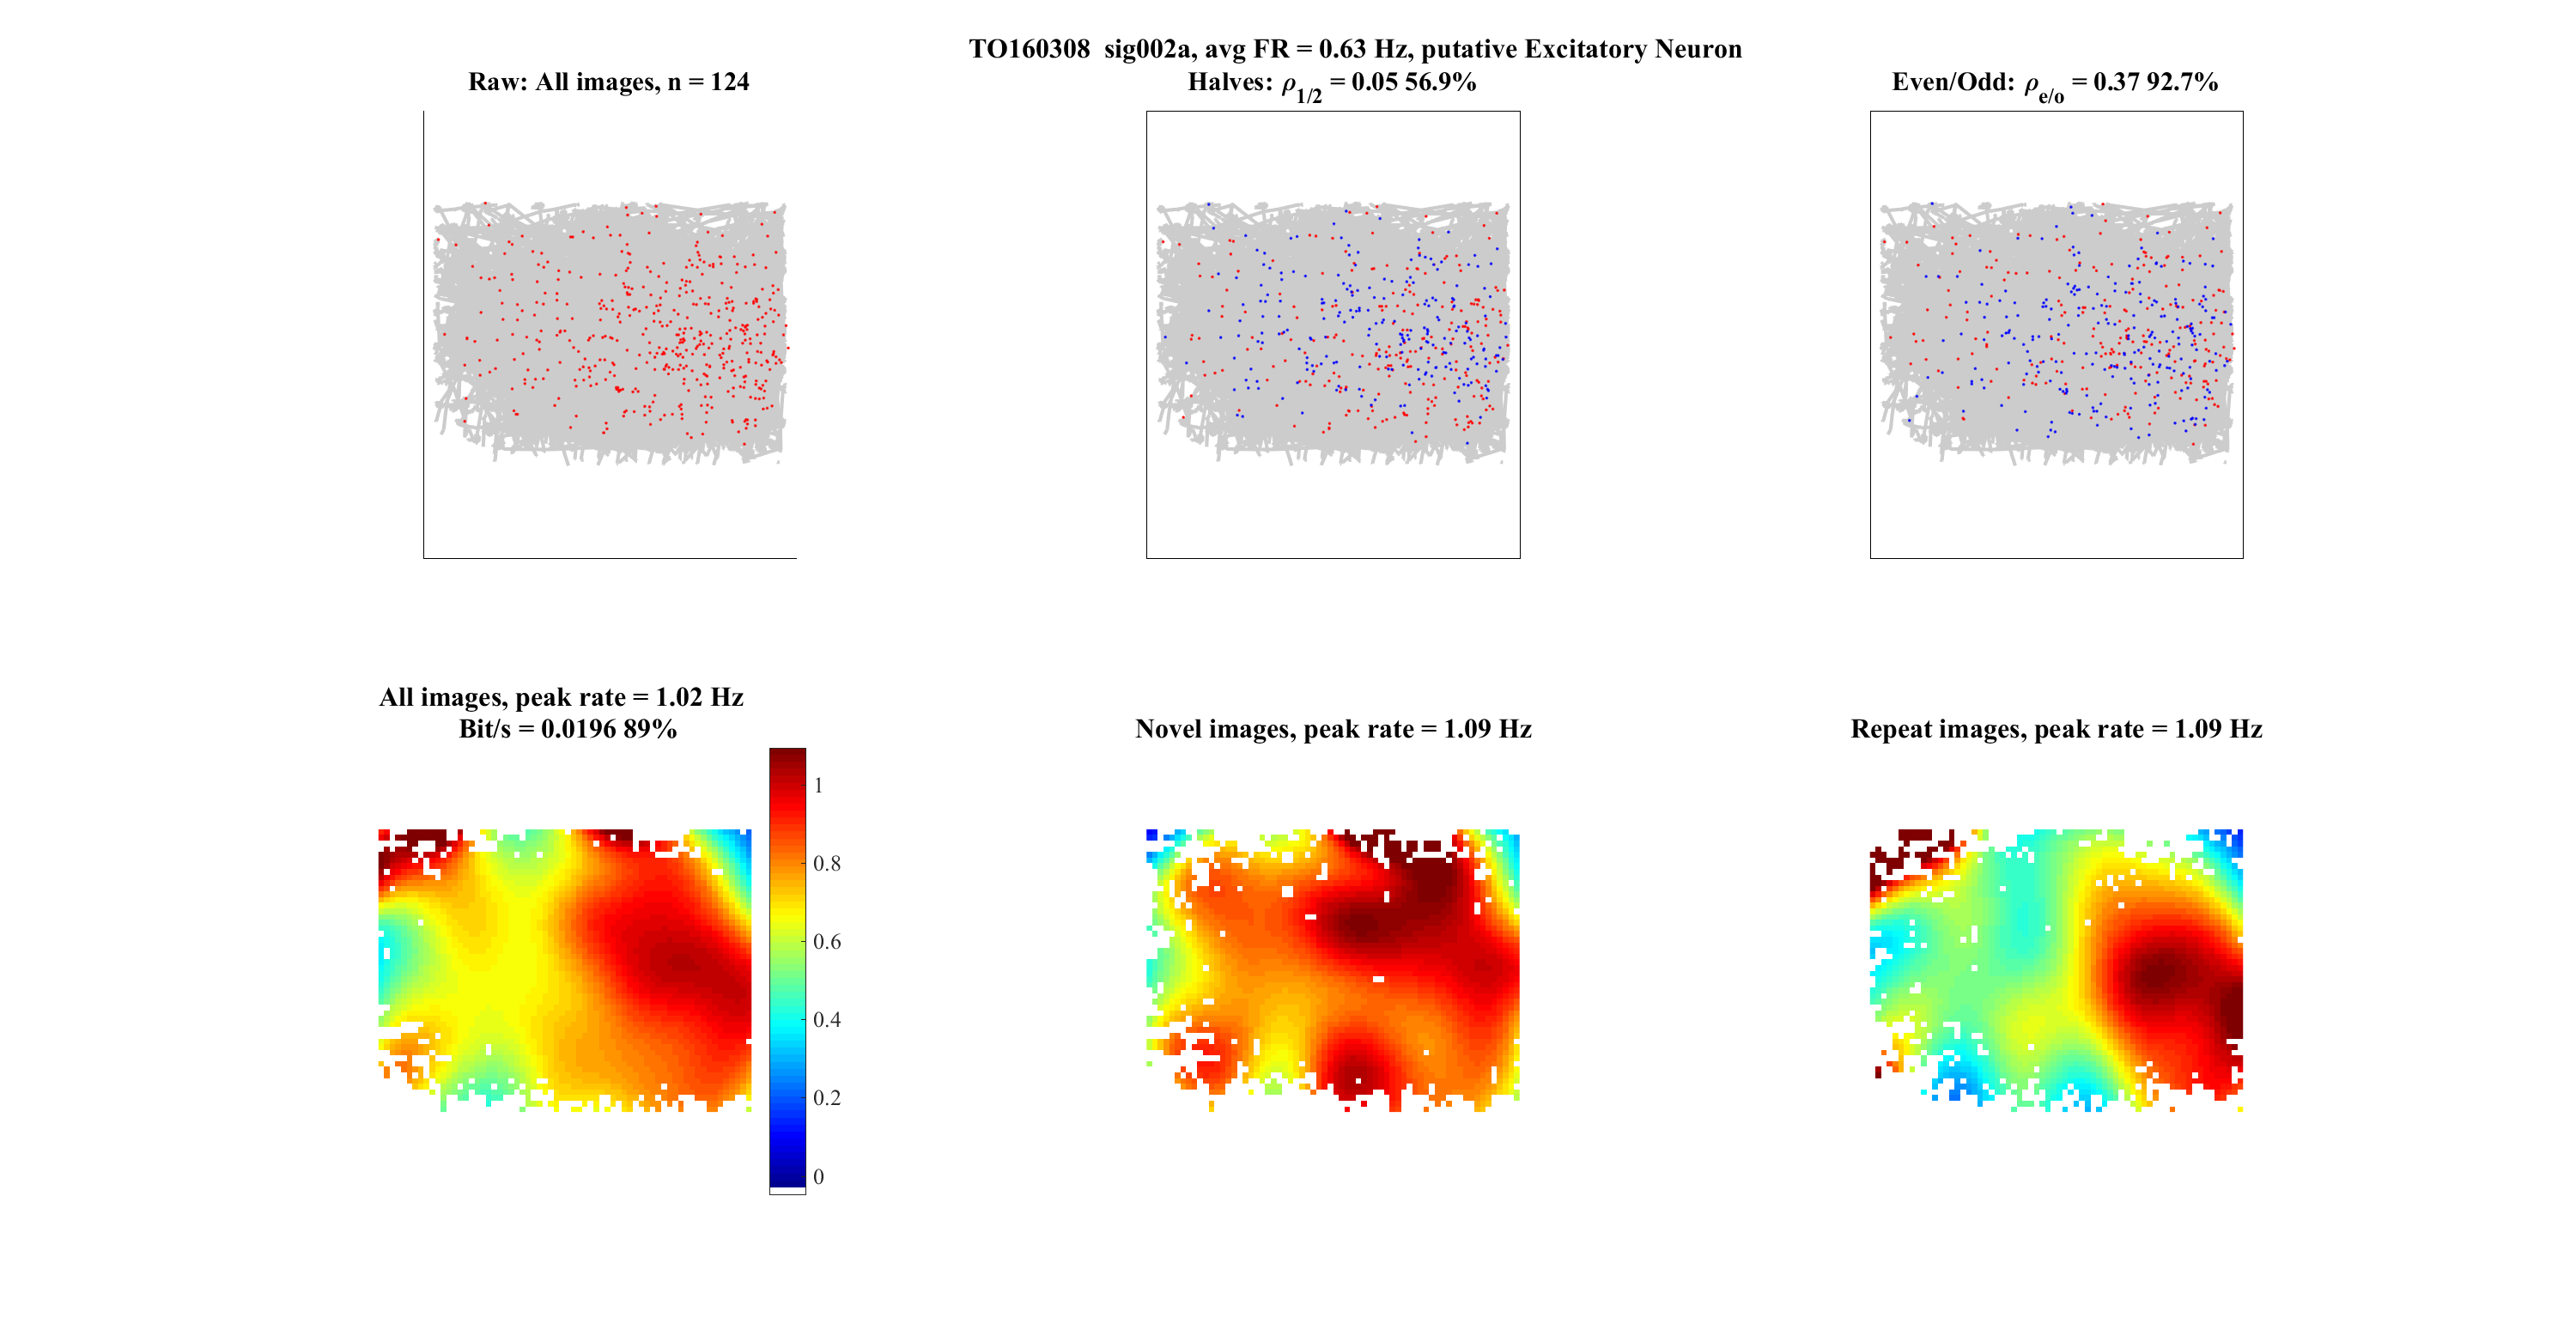 TO160308  sig002a, avg FR = 0.63 Hz, putative Excitatory Neuron
Raw: All images, n = 124
Halves: ρ1/2 = 0.05 56.9%
Even/Odd: ρe/o = 0.37 92.7%
All images, peak rate = 1.02 Hz
Bit/s = 0.0196 89%
Novel images, peak rate = 1.09 Hz
Repeat images, peak rate = 1.09 Hz
1
0.8
0.6
0.4
0.2
0